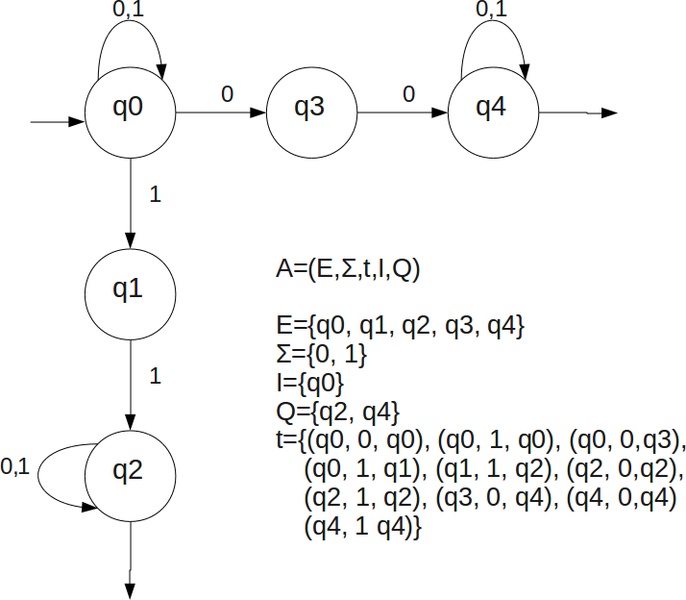 0,1
0,1
q0
0
q3
0
q4
1
q1
A=(E,Σ,t,I,Q)
E={q0, q1, q2, q3, q4}
Σ={0, 1}
1
I={q0}
Q={q2, q4}
t={(q0, 0, q0), (q0, 1, q0), (q0, 0,q3),
0,1
q2
(q0, 1, q1), (q1, 1, q2), (q2, 0,q2),
(q2, 1, q2), (q3, 0, q4), (q4, 0,q4)
(q4, 1 q4)}